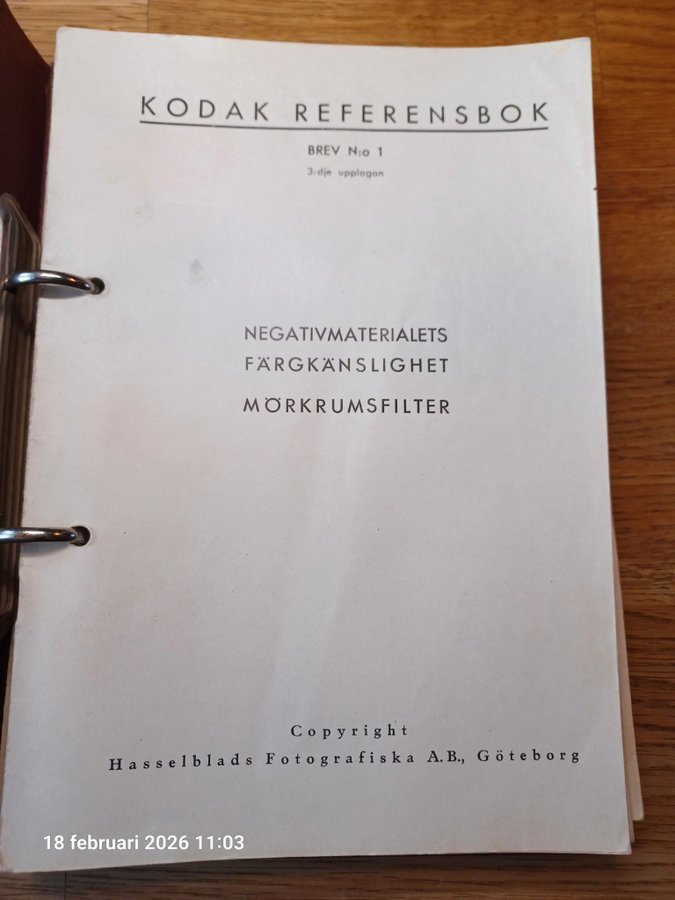 KODAK REFERENSBOK
BREV N:o 1
3:dje upplagan
NEGATIVMATERIALETS
FÄRGKÄNSLIGHET
MÖRKRUMSFILTER
Copyright
Hasselblads Fotografiska A.B., Göteborg
18 februari 2026 11:03